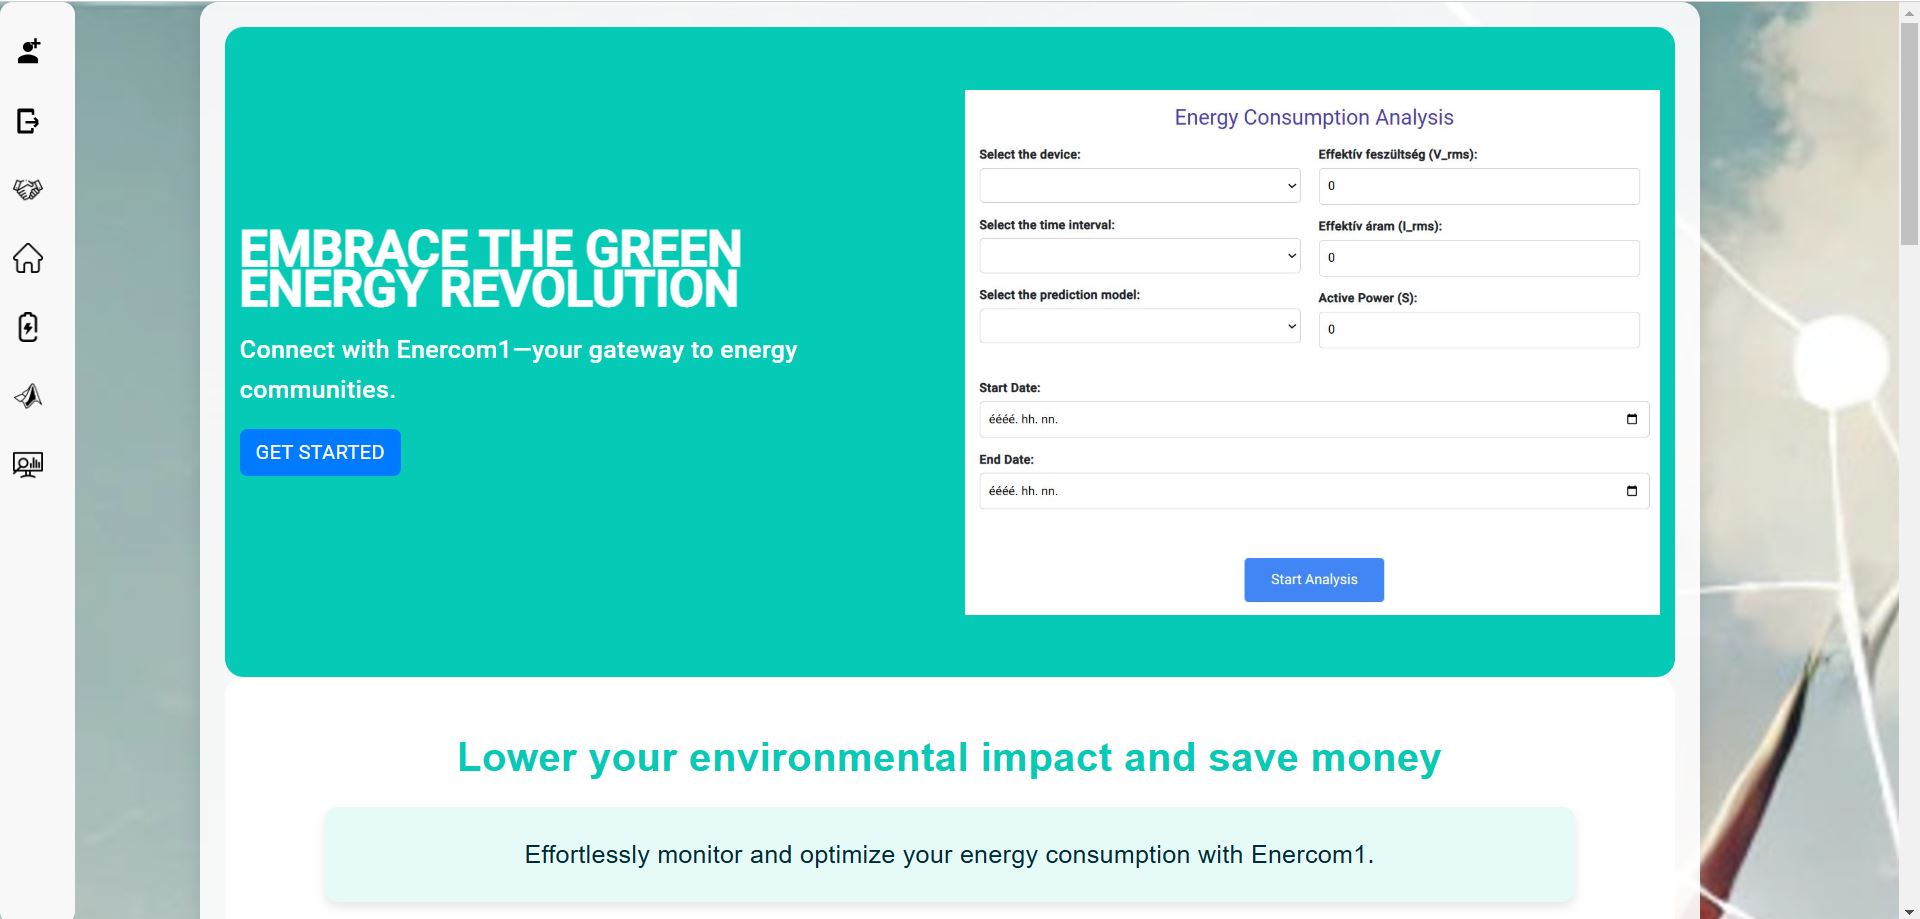 EMBRACE THE GREEN
ENERGY REVOLUTION
Connect with Enercom1—your gateway to energy
communities.
GET STARTED
Energy Consumption Analysis
Select the device:
Effektív feszültség (V_rms):
0
Select the time interval:
Effektív áram (I_rms):
0
Select the prediction model:
Active Power (S):
0
Start Date:
éééé. hh. nn.
End Date:
éééé. hh. nn.
Start Analysis
Lower your environmental impact and save money
Effortlessly monitor and optimize your energy consumption with Enercom1.